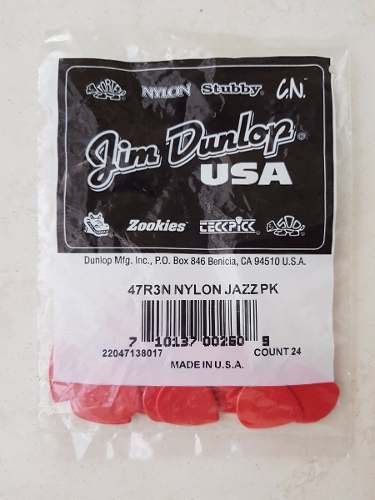 NYLON Stubby. C.N.
Jim Dunlop
USA
Zookies TECKPICK
Dunlop Mfg. Inc., P.O. Box 846 Benicia, CA 94510 U.S.A.
47R3N NYLON JAZZ PK
7 10137 00260 9
22047138017 COUNT 24
MADE IN U.S.A.